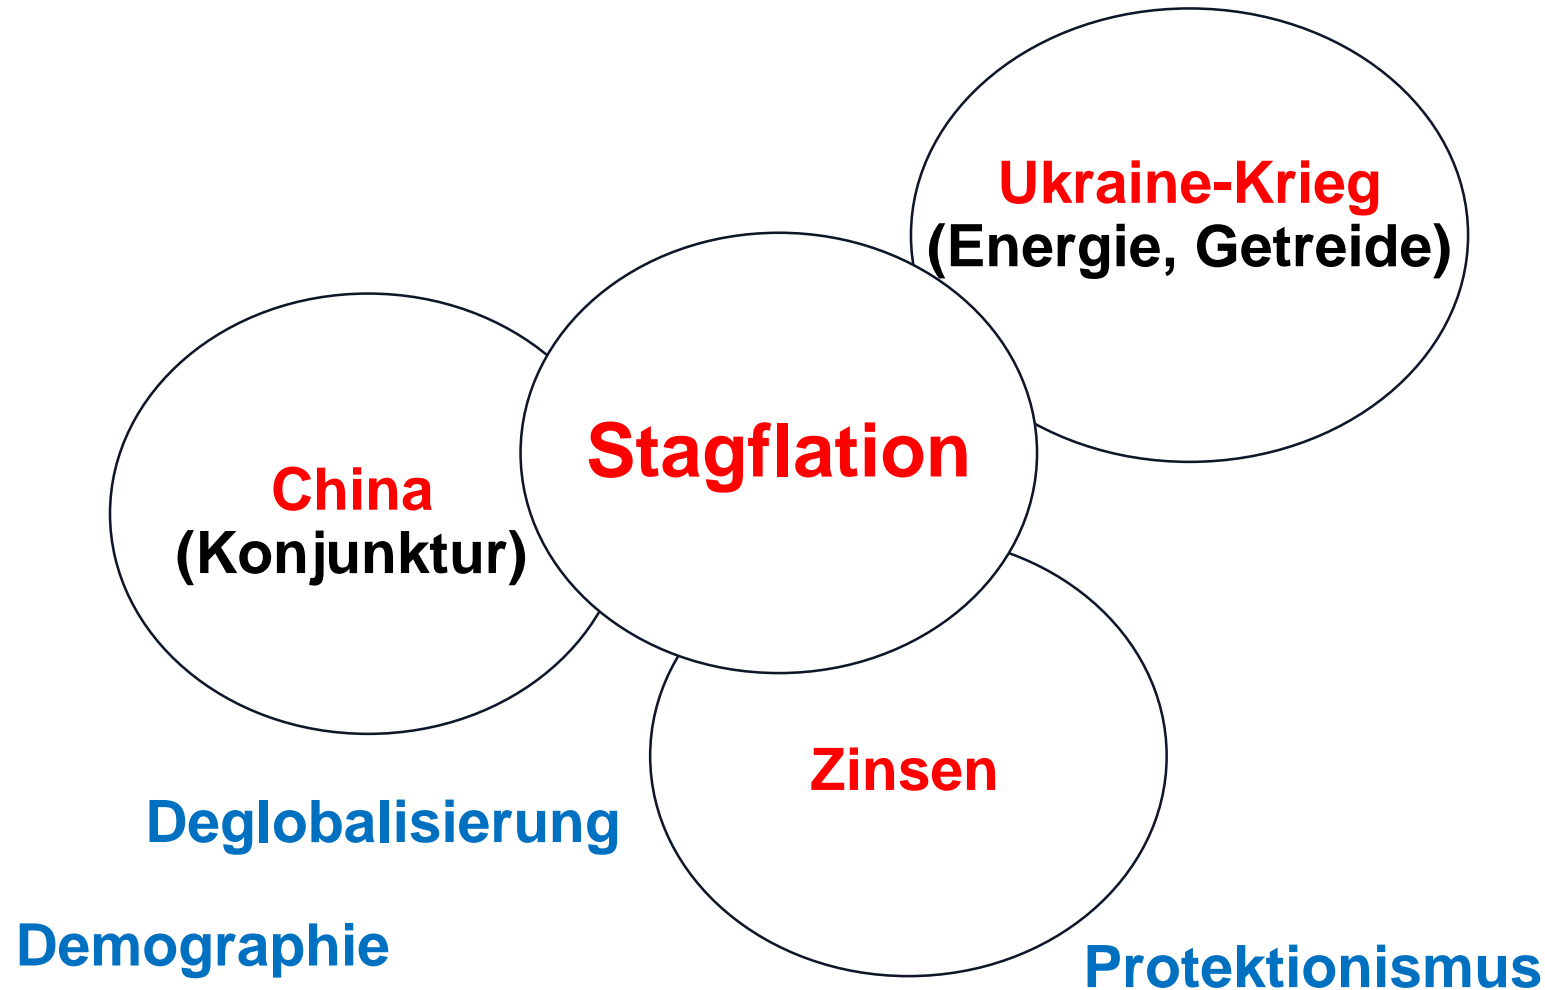 Ukraine-Krieg
(Energie, Getreide)
Stagflation
China
(Konjunktur)
Zinsen
Deglobalisierung
Demographie
Protektionismus